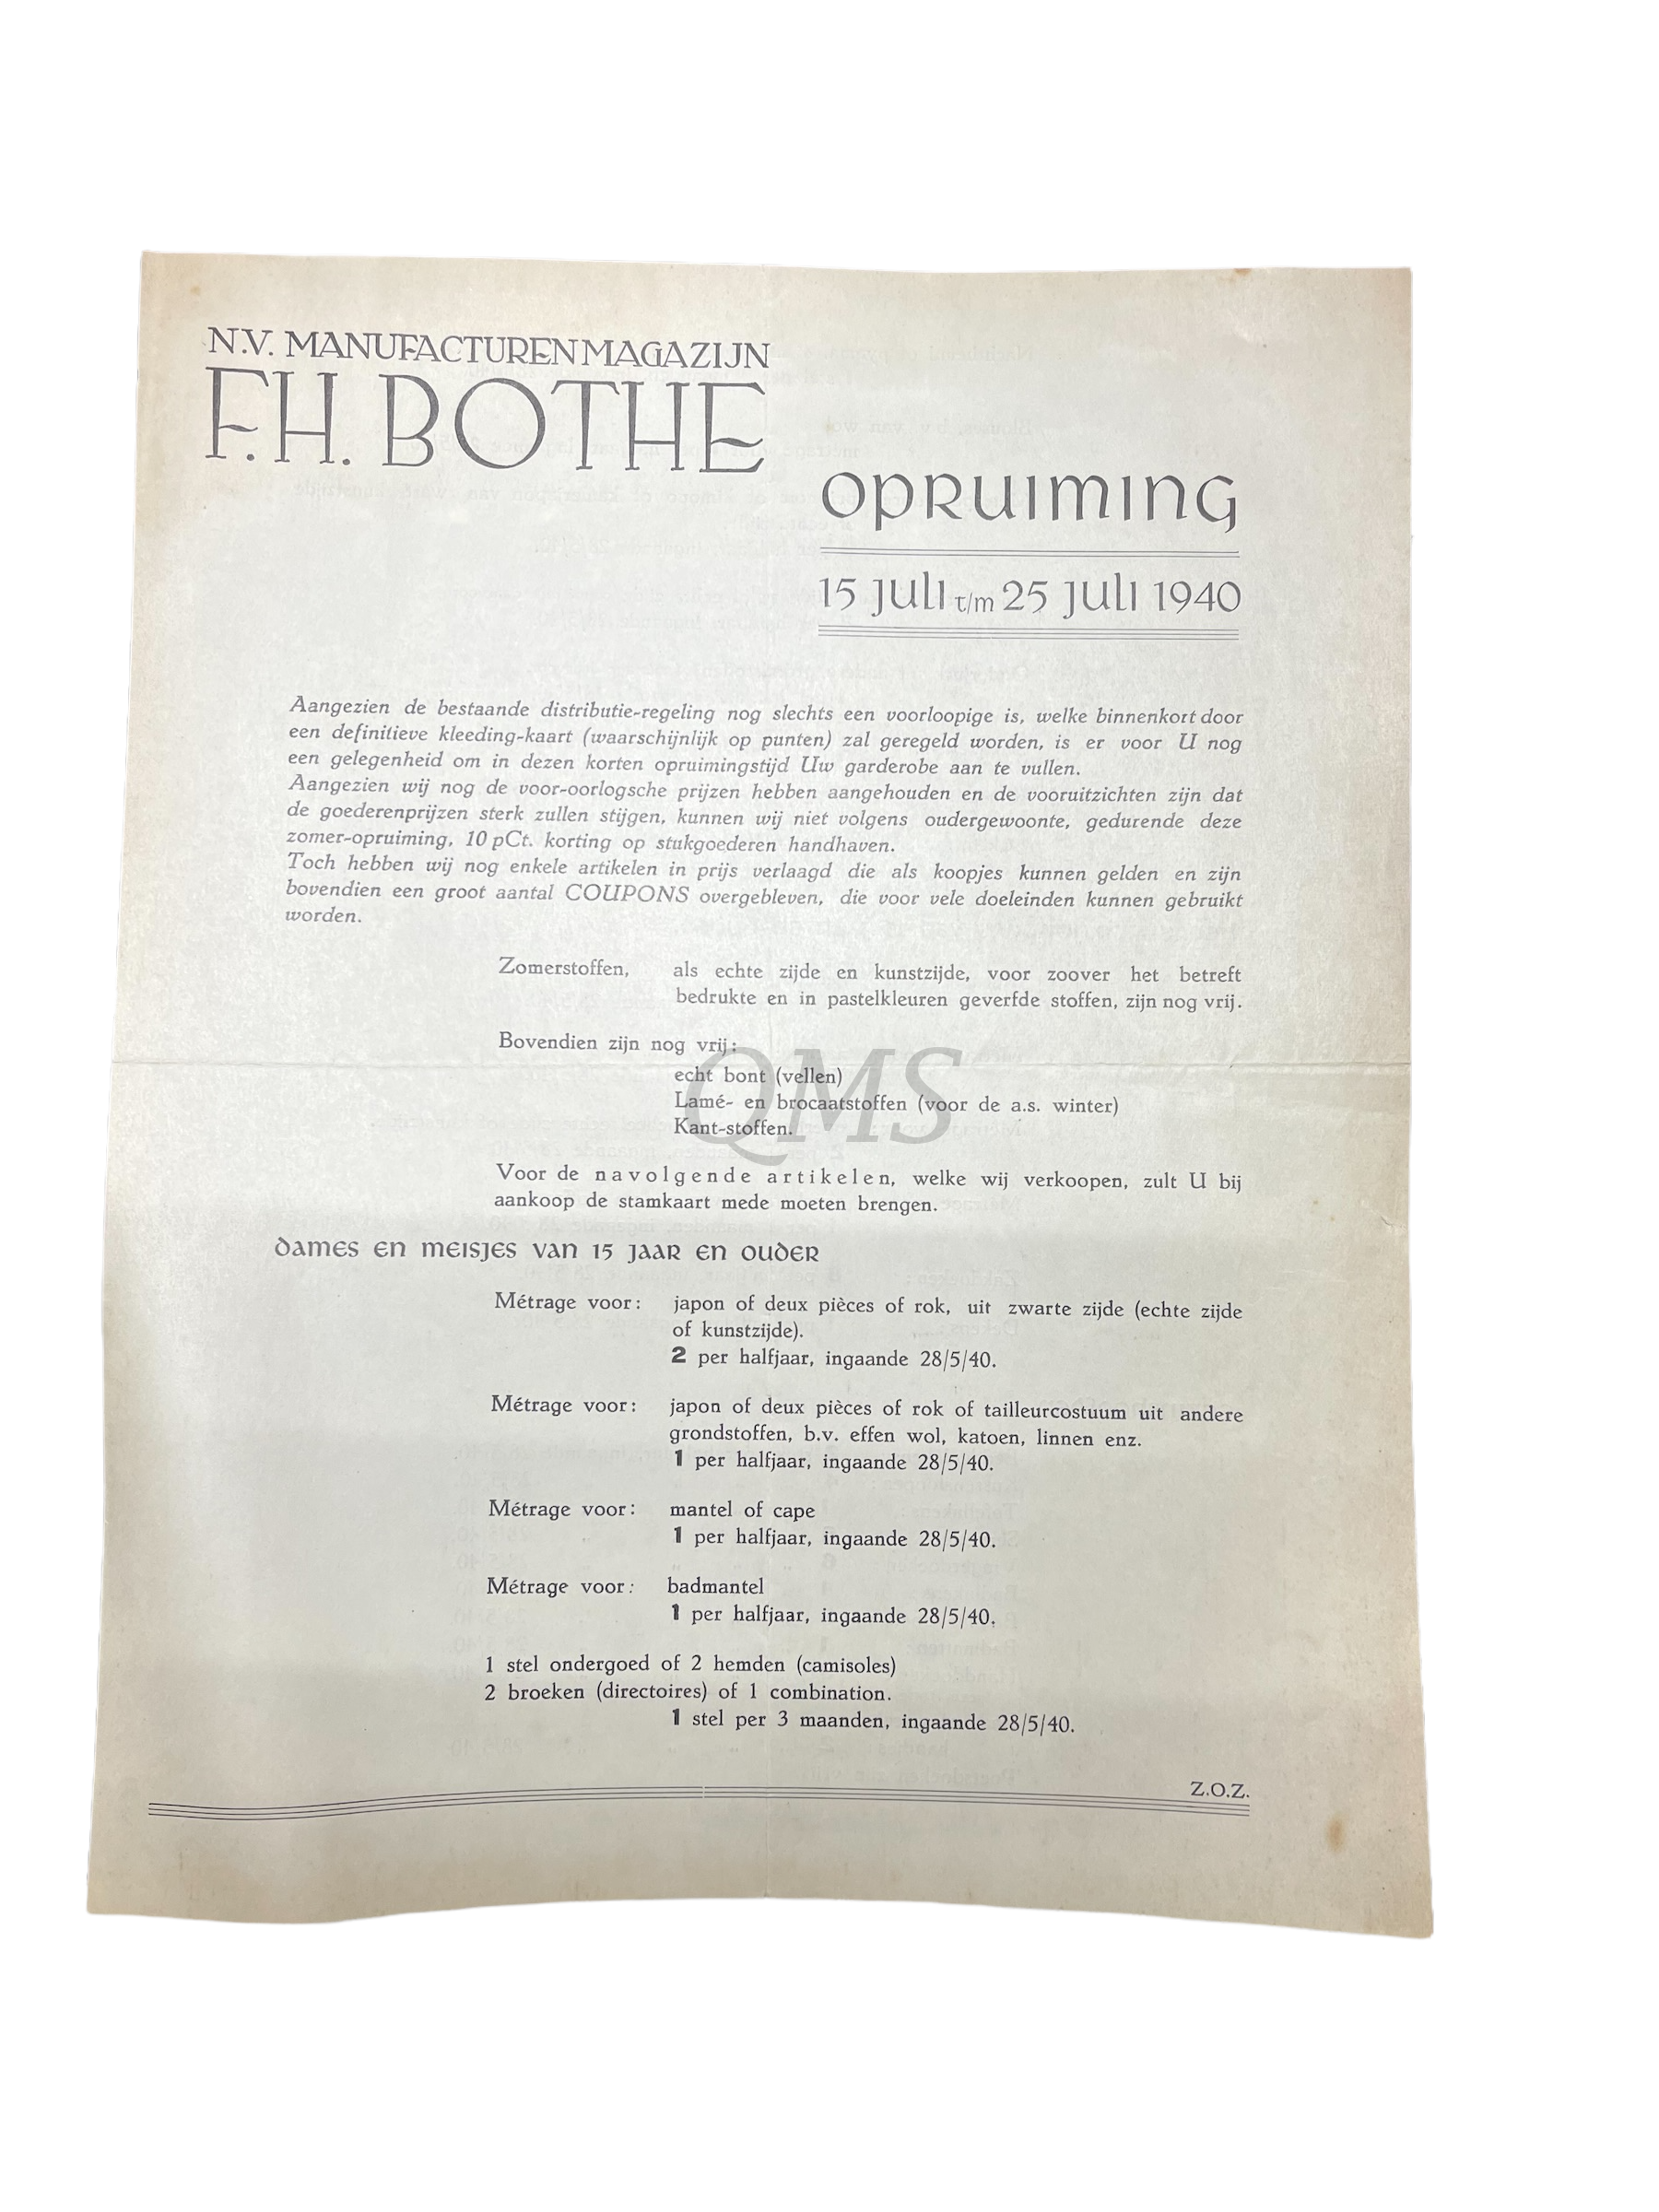 N.V. MANUFACTURENMAGAZIJN
F.H. BOTHE
OPRUIMING
15 JULI t/m 25 JULI 1940
Aangezien de bestaande distributie-regeling nog slechts een voorloopige is, welke binnenkort door
een definitieve kleeding-kaart (waarschijnlijk op punten) zal geregeld worden, is er voor U nog
een gelegenheid om in dezen korten opruimingstijd Uw garderobe aan te vullen.
Aangezien wij nog de voor-oorlogsche prijzen hebben aangehouden en de vooruitzichten zijn dat
de goederenprijzen sterk zullen stijgen, kunnen wij niet volgens oudergewoonte, gedurende deze
zomer-opruiming, 10 pCt. korting op stukgoederen handhaven.
Toch hebben wij nog enkele artikelen in prijs verlaagd die als koopjes kunnen gelden en zijn
bovendien een groot aantal COUPONS overgebleven, die voor vele doeleinden kunnen gebruikt
worden.
Zomerstoffen, als echte zijde en kunstzijde, voor zoover het betreft
bedrukte en in pastelkleuren geverfde stoffen, zijn nog vrij.
Bovendien zijn nog vrij:
echt bont (vellen)
Lamé- en brocaatstoffen (voor de a.s. winter)
Kant-stoffen.
QMS
Voor de navolgende artikelen, welke wij verkoopen, zult U bij
aankoop de stamkaart mede moeten brengen.
DAMES EN MEISJES VAN 15 JAAR EN OUDER
Métrage voor: japon of deux pièces of rok, uit zwarte zijde (echte zijde
of kunstzijde).
2 per halfjaar, ingaande 28/5/40.
Métrage voor: japon of deux pièces of rok of tailleurcostuum uit andere
grondstoffen, b.v. effen wol, katoen, linnen enz.
1 per halfjaar, ingaande 28/5/40.
Métrage voor: mantel of cape
1 per halfjaar, ingaande 28/5/40.
Métrage voor: badmantel
1 per halfjaar, ingaande 28/5/40.
1 stel ondergoed of 2 hemden (camisoles)
2 broeken (directoires) of 1 combination.
1 stel per 3 maanden, ingaande 28/5/40.
Z.O.Z.